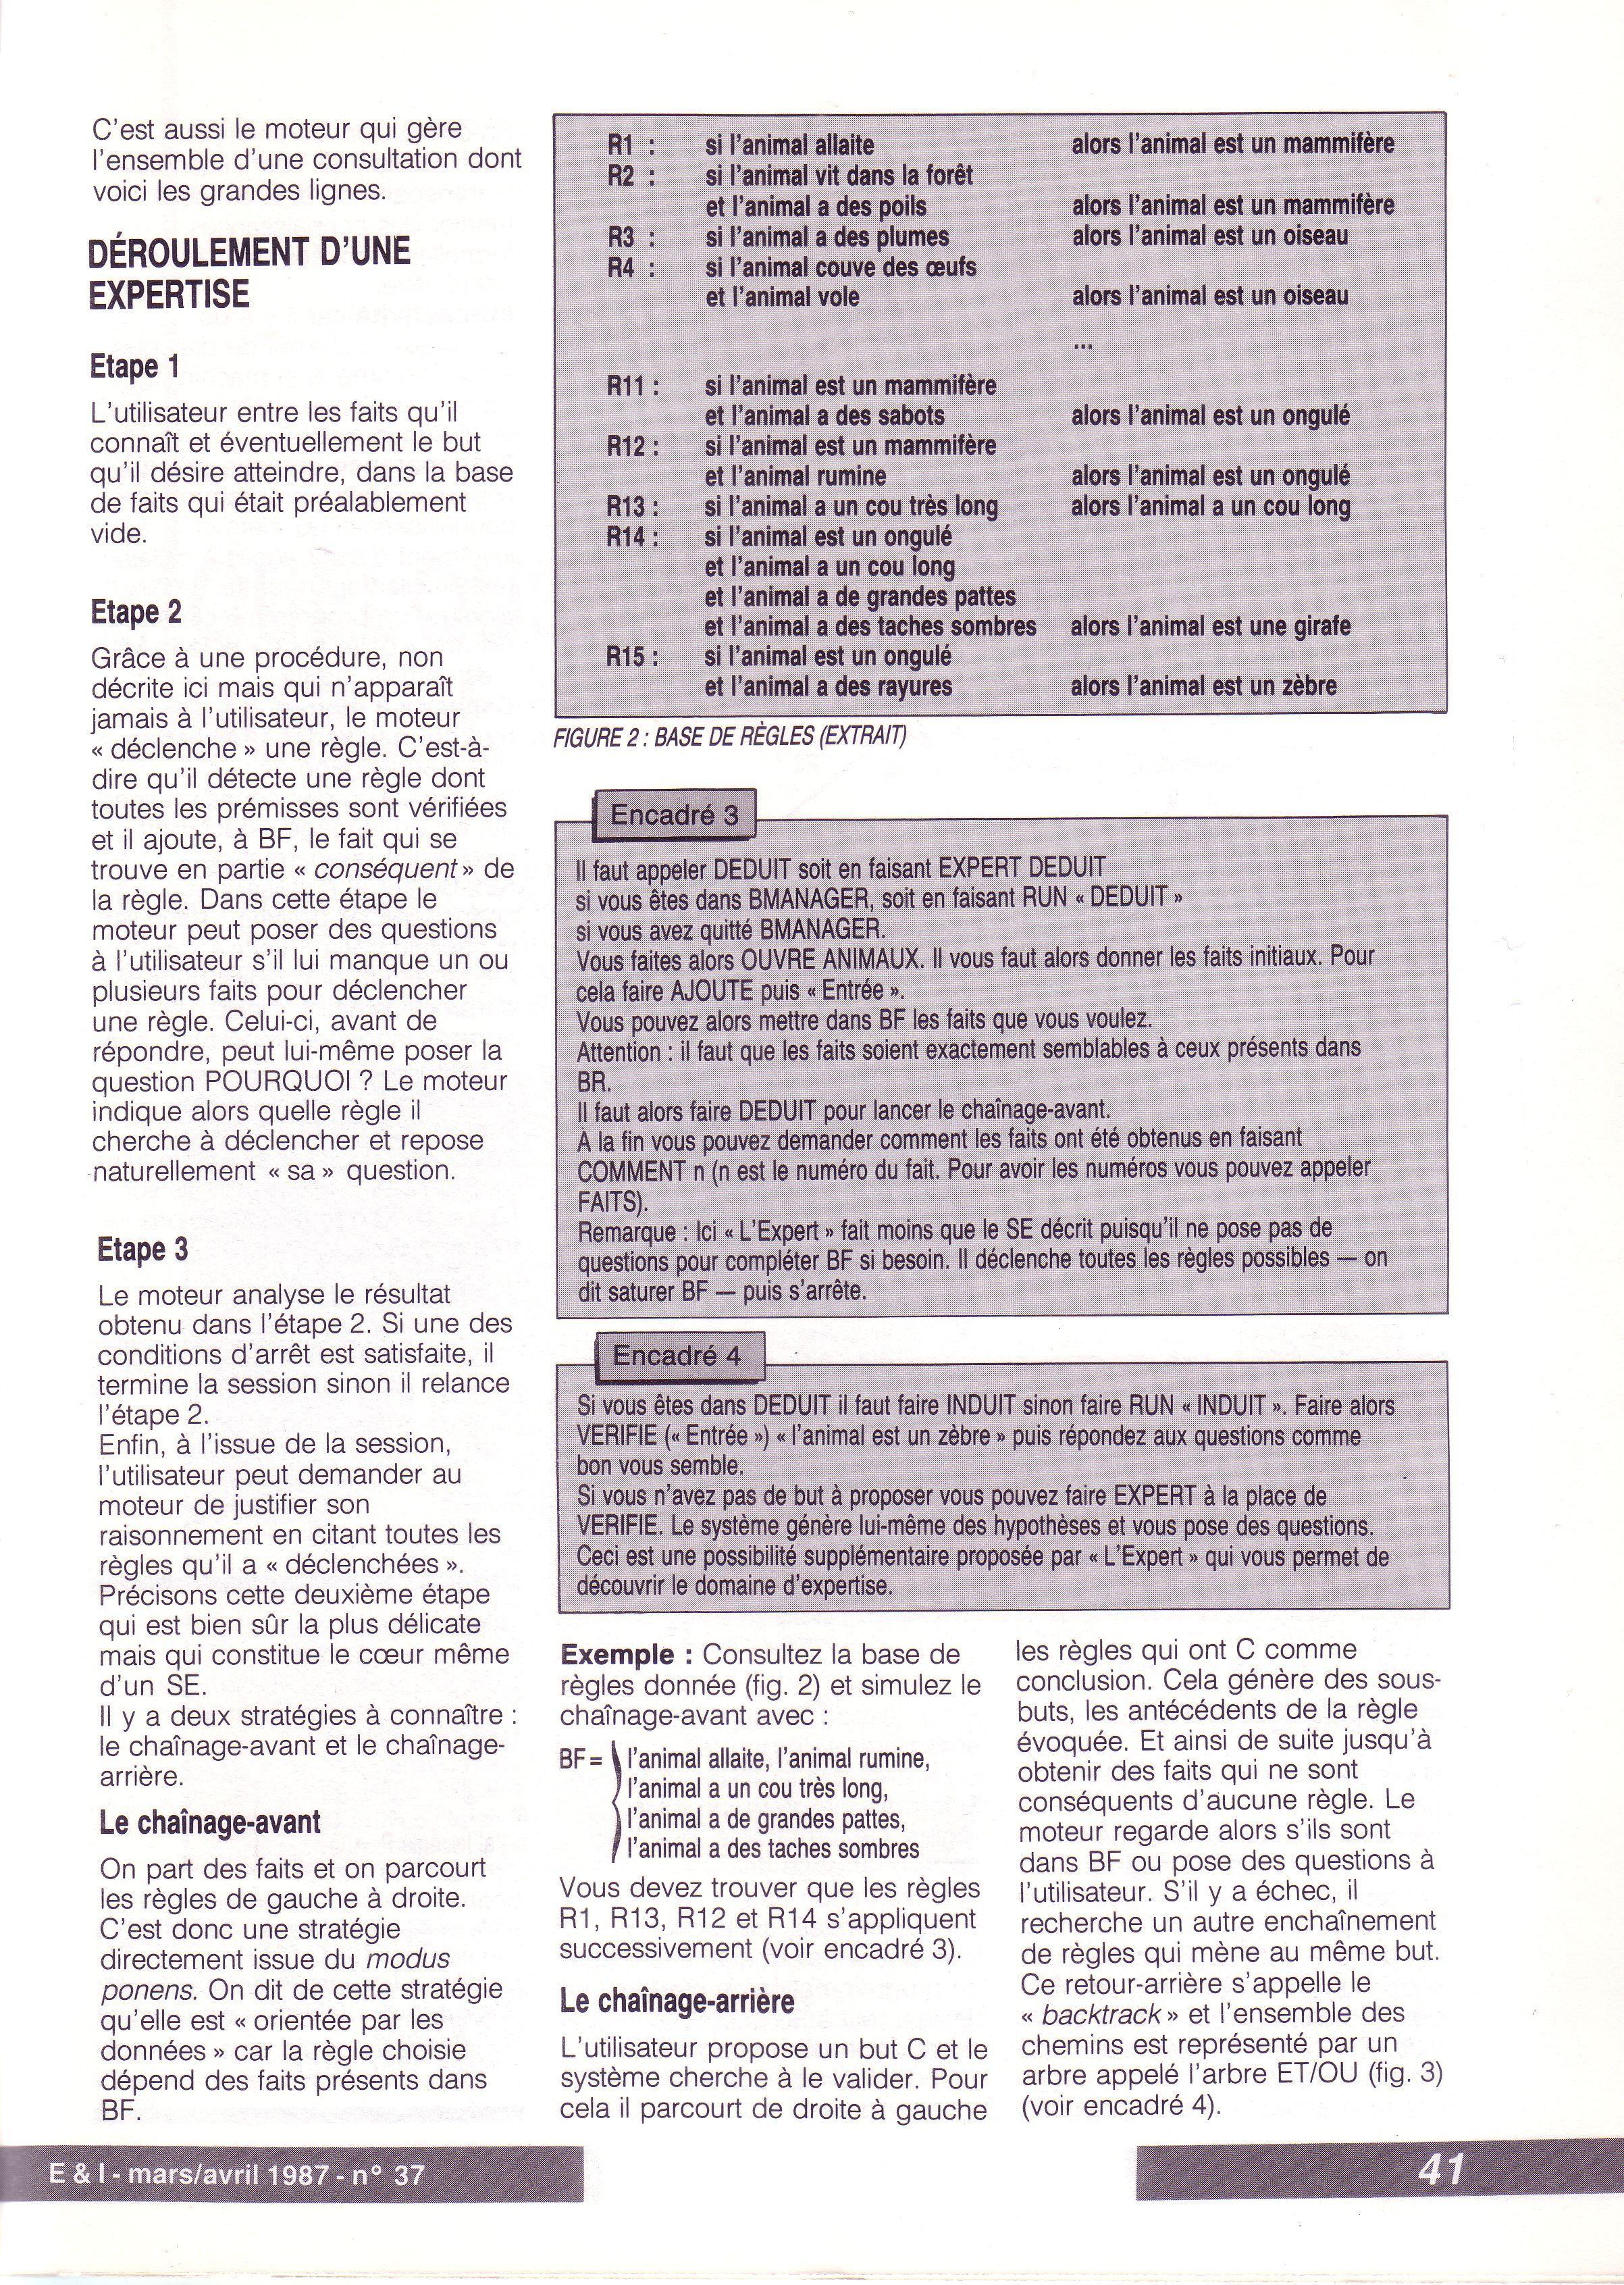 C'est aussi le moteur qui gère
l'ensemble d'une consultation dont
voici les grandes lignes.
DÉROULEMENT D'UNE
EXPERTISE
Etape 1
L'utilisateur entre les faits qu'il
connaît et éventuellement le but
qu'il désire atteindre, dans la base
de faits qui était préalablement
vide.
Etape 2
Grâce à une procédure, non
décrite ici mais qui n'apparaît
jamais à l'utilisateur, le moteur
« déclenche » une règle. C'est-à-
dire qu'il détecte une règle dont
toutes les prémisses sont vérifiées
et il ajoute, à BF, le fait qui se
trouve en partie « conséquent » de
la règle. Dans cette étape le
moteur peut poser des questions
à l'utilisateur s'il lui manque un ou
plusieurs faits pour déclencher
une règle. Celui-ci, avant de
répondre, peut lui-même poser la
question POURQUOI ? Le moteur
indique alors quelle règle il
cherche à déclencher et repose
naturellement « sa » question.
Etape 3
Le moteur analyse le résultat
obtenu dans l'étape 2. Si une des
conditions d'arrêt est satisfaite, il
termine la session sinon il relance
l'étape 2.
Enfin, à l'issue de la session,
l'utilisateur peut demander au
moteur de justifier son
raisonnement en citant toutes les
règles qu'il a « déclenchées ».
Précisons cette deuxième étape
qui est bien sûr la plus délicate
mais qui constitue le cœur même
d'un SE.
Il y a deux stratégies à connaître :
le chaînage-avant et le chaînage-
arrière.
Le chaînage-avant
On part des faits et on parcourt
les règles de gauche à droite.
C'est donc une stratégie
directement issue du modus
ponens. On dit de cette stratégie
qu'elle est « orientée par les
données » car la règle choisie
dépend des faits présents dans
BF.
R1 : si l'animal allaite alors l'animal est un mammifère
R2 : si l'animal vit dans la forêt
et l'animal a des poils alors l'animal est un mammifère
R3 : si l'animal a des plumes alors l'animal est un oiseau
R4 : si l'animal couve des œufs
et l'animal vole alors l'animal est un oiseau
...
R11 : si l'animal est un mammifère
et l'animal a des sabots alors l'animal est un ongulé
R12 : si l'animal est un mammifère
et l'animal rumine alors l'animal est un ongulé
R13 : si l'animal a un cou très long alors l'animal a un cou long
R14 : si l'animal est un ongulé
et l'animal a un cou long
et l'animal a de grandes pattes
et l'animal a des taches sombres alors l'animal est une girafe
R15 : si l'animal est un ongulé
et l'animal a des rayures alors l'animal est un zèbre
FIGURE 2 : BASE DE RÈGLES (EXTRAIT)
Encadré 3
Il faut appeler DEDUIT soit en faisant EXPERT DEDUIT
si vous êtes dans BMANAGER, soit en faisant RUN « DEDUIT »
si vous avez quitté BMANAGER.
Vous faites alors OUVRE ANIMAUX. Il vous faut alors donner les faits initiaux. Pour
cela faire AJOUTE puis « Entrée ».
Vous pouvez alors mettre dans BF les faits que vous voulez.
Attention : il faut que les faits soient exactement semblables à ceux présents dans
BR.
Il faut alors faire DEDUIT pour lancer le chaînage-avant.
À la fin vous pouvez demander comment les faits ont été obtenus en faisant
COMMENT n (n est le numéro du fait. Pour avoir les numéros vous pouvez appeler
FAITS).
Remarque : Ici « L'Expert » fait moins que le SE décrit puisqu'il ne pose pas de
questions pour compléter BF si besoin. Il déclenche toutes les règles possibles — on
dit saturer BF — puis s'arrête.
Encadré 4
Si vous êtes dans DEDUIT il faut faire INDUIT sinon faire RUN « INDUIT ». Faire alors
VERIFIE (« Entrée ») « l'animal est un zèbre » puis répondez aux questions comme
bon vous semble.
Si vous n'avez pas de but à proposer vous pouvez faire EXPERT à la place de
VERIFIE. Le système génère lui-même des hypothèses et vous pose des questions.
Ceci est une possibilité supplémentaire proposée par « L'Expert » qui vous permet de
découvrir le domaine d'expertise.
Exemple : Consultez la base de
règles donnée (fig. 2) et simulez le
chaînage-avant avec :
BF = l'animal allaite, l'animal rumine,
l'animal a un cou très long,
l'animal a de grandes pattes,
l'animal a des taches sombres
Vous devez trouver que les règles
R1, R13, R12 et R14 s'appliquent
successivement (voir encadré 3).
Le chaînage-arrière
L'utilisateur propose un but C et le
système cherche à le valider. Pour
cela il parcourt de droite à gauche
les règles qui ont C comme
conclusion. Cela génère des sous-
buts, les antécédents de la règle
évoquée. Et ainsi de suite jusqu'à
obtenir des faits qui ne sont
conséquents d'aucune règle. Le
moteur regarde alors s'ils sont
dans BF ou pose des questions à
l'utilisateur. S'il y a échec, il
recherche un autre enchaînement
de règles qui mène au même but.
Ce retour-arrière s'appelle le
« backtrack » et l'ensemble des
chemins est représenté par un
arbre appelé l'arbre ET/OU (fig. 3)
(voir encadré 4).
E & I - mars/avril 1987 - n° 37
41